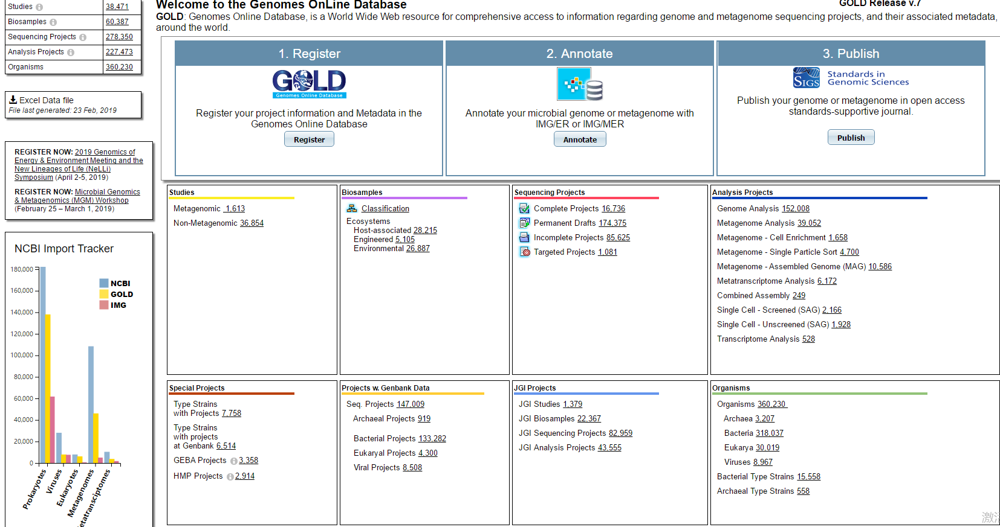 Studies 38,471
Biosamples 60,387
Sequencing Projects 278,350
Analysis Projects 227,473
Organisms 360,230
Excel Data file
File last generated: 23 Feb, 2019
REGISTER NOW: 2019 Genomics of
Energy & Environment Meeting and the
New Lineages of Life (NeLLi)
Symposium (April 2-5, 2019)
REGISTER NOW: Microbial Genomics
& Metagenomics (MGM) Workshop
(February 25 – March 1, 2019)
NCBI Import Tracker
180,000
160,000
140,000
120,000
100,000
80,000
60,000
40,000
20,000
0
NCBI
GOLD
IMG
Prokaryotes
Viruses
Eukaryotes
Metagenomes
etatransciptomes
Welcome to the Genomes OnLine Database
GOLD Release v.7
GOLD: Genomes Online Database, is a World Wide Web resource for comprehensive access to information regarding genome and metagenome sequencing projects, and their associated metadata,
around the world.
1. Register
GOLD
Genomes Online Database
Register your project information and Metadata in the
Genomes Online Database
Register
2. Annotate
Annotate your microbial genome or metagenome with
IMG/ER or IMG/MER
Annotate
3. Publish
SIGS
Standards in
Genomic Sciences
Publish your genome or metagenome in open access
standards-supportive journal.
Publish
Studies
Metagenomic 1,613
Non-Metagenomic 36,854
Biosamples
Classification
Ecosystems
Host-associated 28,215
Engineered 5,105
Environmental 26,887
Sequencing Projects
Complete Projects 16,736
Permanent Drafts 174,375
Incomplete Projects 85,625
Targeted Projects 1,081
Analysis Projects
Genome Analysis 152,008
Metagenome Analysis 39,052
Metagenome - Cell Enrichment 1,658
Metagenome - Single Particle Sort 4,700
Metagenome - Assembled Genome (MAG) 10,586
Metatranscriptome Analysis 6,172
Combined Assembly 249
Single Cell - Screened (SAG) 2,166
Single Cell - Unscreened (SAG) 1,928
Transcriptome Analysis 528
Special Projects
Type Strains
with Projects 7,758
Type Strains
with projects
at Genbank 6,514
GEBA Projects 3,358
HMP Projects 2,914
Projects w. Genbank Data
Seq. Projects 147,009
Archaeal Projects 919
Bacterial Projects 133,282
Eukaryal Projects 4,300
Viral Projects 8,508
JGI Projects
JGI Studies 1,379
JGI Biosamples 22,367
JGI Sequencing Projects 82,959
JGI Analysis Projects 43,555
Organisms
Organisms 360,230
Archaea 3,207
Bacteria 318,037
Eukarya 30,019
Viruses 8,967
Bacterial Type Strains 15,558
Archaeal Type Strains 558
激